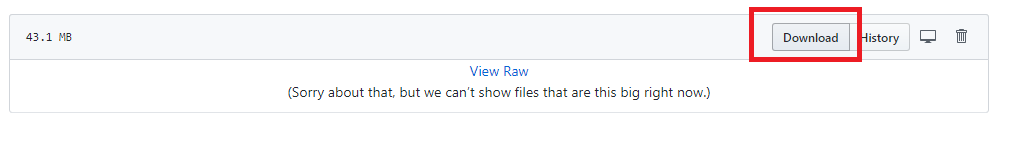 43.1 MB Download History
View Raw
(Sorry about that, but we can't show files that are this big right now.)